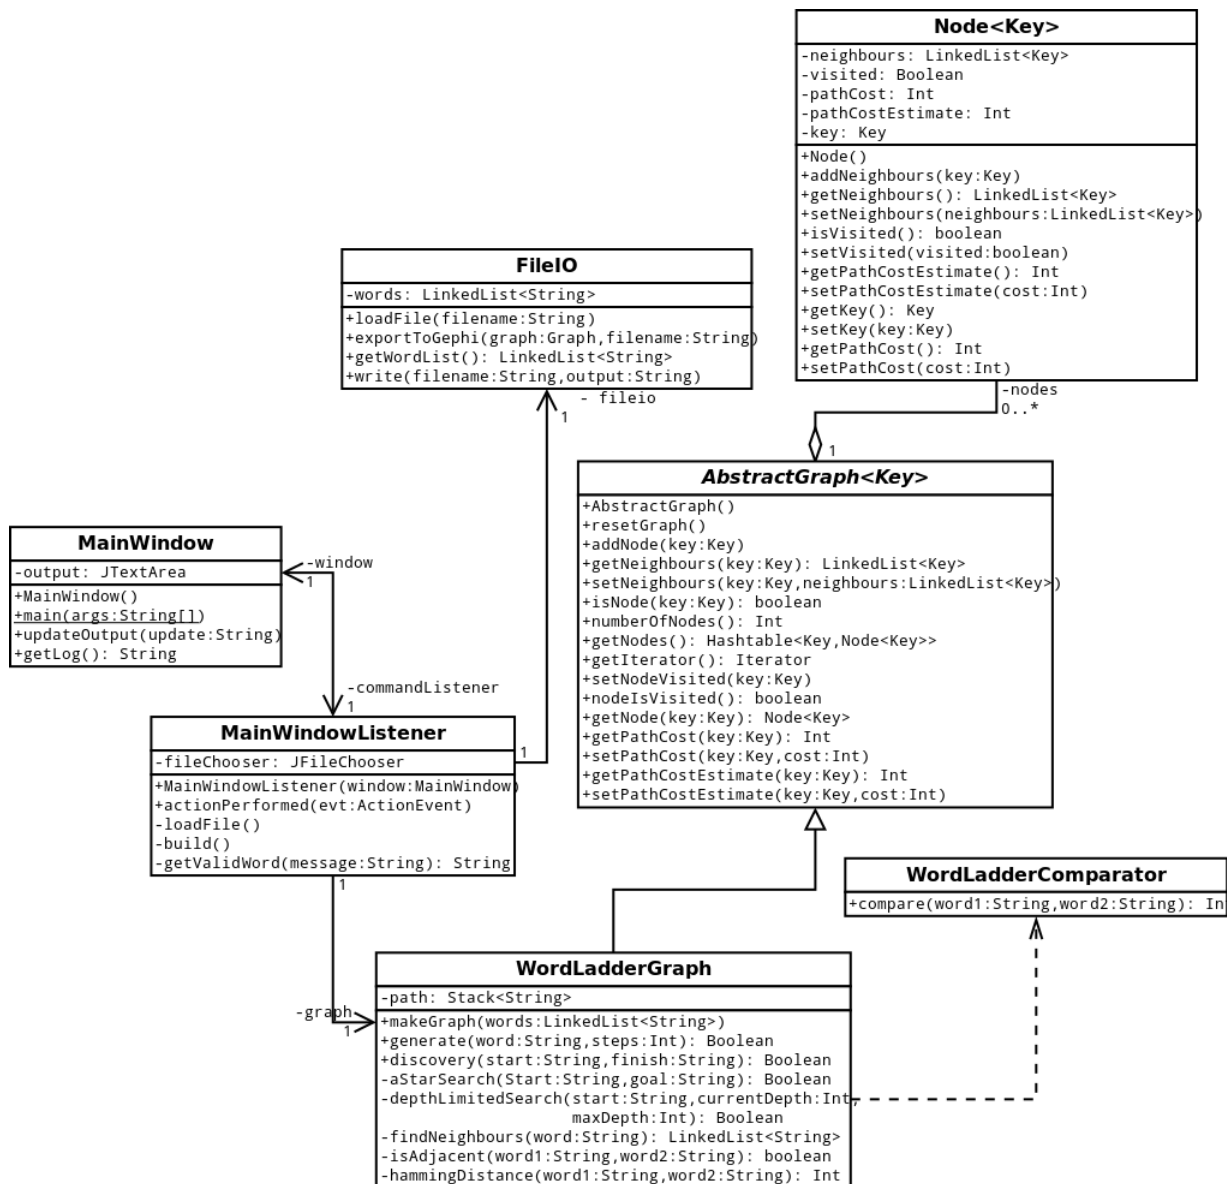 Node<Key>
-neighbours: LinkedList<Key>
-visited: Boolean
-pathCost: Int
-pathCostEstimate: Int
-key: Key
+Node()
+addNeighbours(key:Key)
+getNeighbours(): LinkedList<Key>
+setNeighbours(neighbours:LinkedList<Key>)
+isVisited(): boolean
+setVisited(visited:boolean)
+getPathCostEstimate(): Int
+setPathCostEstimate(cost:Int)
+getKey(): Key
+setKey(key:Key)
+getPathCost(): Int
+setPathCost(cost:Int)
-nodes
0..*
1
FileIO
-words: LinkedList<String>
+loadFile(filename:String)
+exportToGephi(graph:Graph,filename:String)
+getWordList(): LinkedList<String>
+write(filename:String,output:String)
- fileio
1
AbstractGraph<Key>
+AbstractGraph()
+resetGraph()
+addNode(key:Key)
+getNeighbours(key:Key): LinkedList<Key>
+setNeighbours(key:Key,neighbours:LinkedList<Key>)
+isNode(key:Key): boolean
+numberOfNodes(): Int
+getNodes(): Hashtable<Key,Node<Key>>
+getIterator(): Iterator
+setNodeVisited(key:Key)
+nodeIsVisited(): boolean
+getNode(key:Key): Node<Key>
+getPathCost(key:Key): Int
+setPathCost(key:Key,cost:Int)
+getPathCostEstimate(key:Key): Int
+setPathCostEstimate(key:Key,cost:Int)
MainWindow
-output: JTextArea
+MainWindow()
+main(args:String[])
+updateOutput(update:String)
+getLog(): String
-window
1
-commandListener
1
MainWindowListener
-fileChooser: JFileChooser
+MainWindowListener(window:MainWindow)
+actionPerformed(evt:ActionEvent)
-loadFile()
-build()
-getValidWord(message:String): String
1
1
-graph
1
WordLadderComparator
+compare(word1:String,word2:String): In
WordLadderGraph
-path: Stack<String>
+makeGraph(words:LinkedList<String>)
+generate(word:String,steps:Int): Boolean
+discovery(start:String,finish:String): Boolean
-aStarSearch(Start:String,goal:String): Boolean
-depthLimitedSearch(start:String,currentDepth:Int,
maxDepth:Int): Boolean
-findNeighbours(word:String): LinkedList<String>
-isAdjacent(word1:String,word2:String): boolean
-hammingDistance(word1:String,word2:String): Int